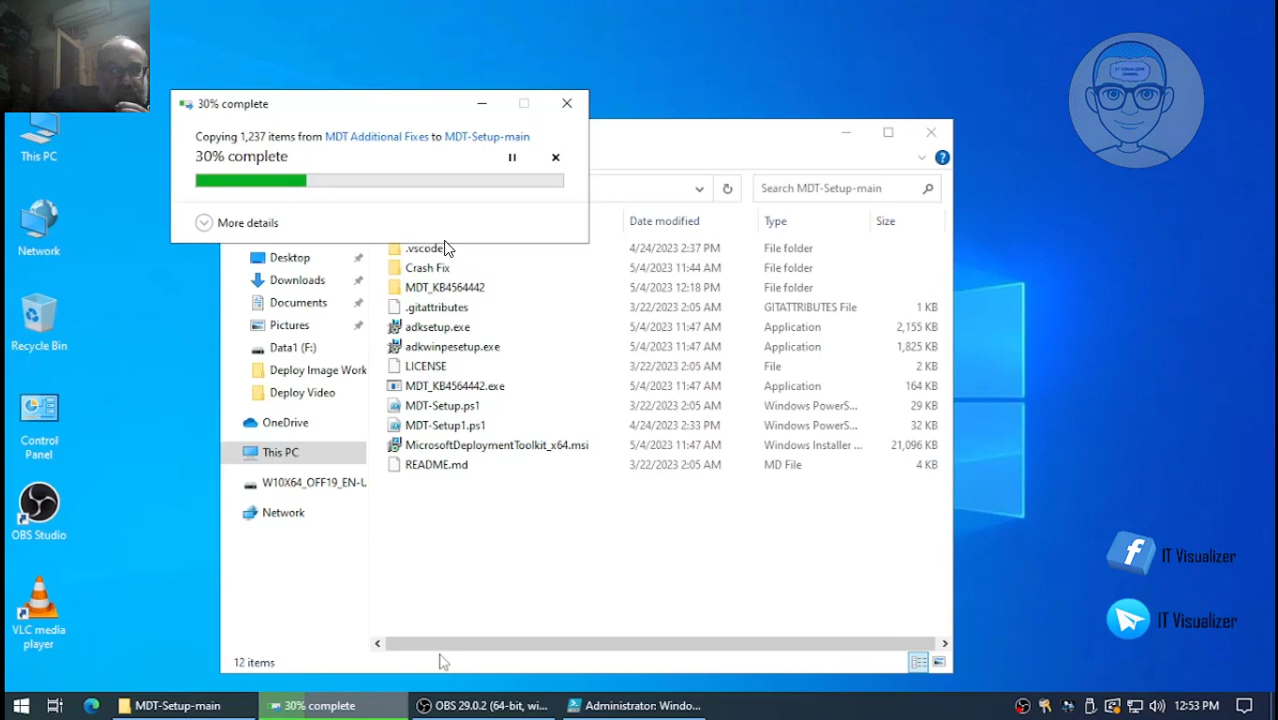 30% complete
Copying 1,237 items from MDT Additional Fixes to MDT-Setup-main
30% complete
More details
IT VISUALIZER
CHANNEL
Search MDT-Setup-main
Date modified
Type
Size
.vscode
4/24/2023 2:37 PM
File folder
Crash Fix
5/4/2023 11:44 AM
File folder
MDT_KB4564442
5/4/2023 12:18 PM
File folder
.gitattributes
3/22/2023 2:05 AM
GITATTRIBUTES File
1 KB
adksetup.exe
5/4/2023 11:47 AM
Application
2,155 KB
adkwinpesetup.exe
5/4/2023 11:47 AM
Application
1,825 KB
LICENSE
3/22/2023 2:05 AM
File
2 KB
MDT_KB4564442.exe
5/4/2023 11:47 AM
Application
164 KB
MDT-Setup.ps1
3/22/2023 2:05 AM
Windows PowerS...
29 KB
MDT-Setup1.ps1
4/24/2023 2:33 PM
Windows PowerS...
32 KB
MicrosoftDeploymentToolkit_x64.msi
5/4/2023 11:47 AM
Windows Installer ...
21,096 KB
README.md
3/22/2023 2:05 AM
MD File
4 KB
Desktop
Downloads
Documents
Pictures
Data1 (F:)
Deploy Image Work
Deploy Video
OneDrive
This PC
W10X64_OFF19_EN-U
Network
12 items
This PC
Network
Recycle Bin
Control
Panel
OBS Studio
VLC media
player
IT Visualizer
IT Visualizer
MDT-Setup-main
30% complete
OBS 29.0.2 (64-bit, wi...
Administrator: Windo...
12:53 PM